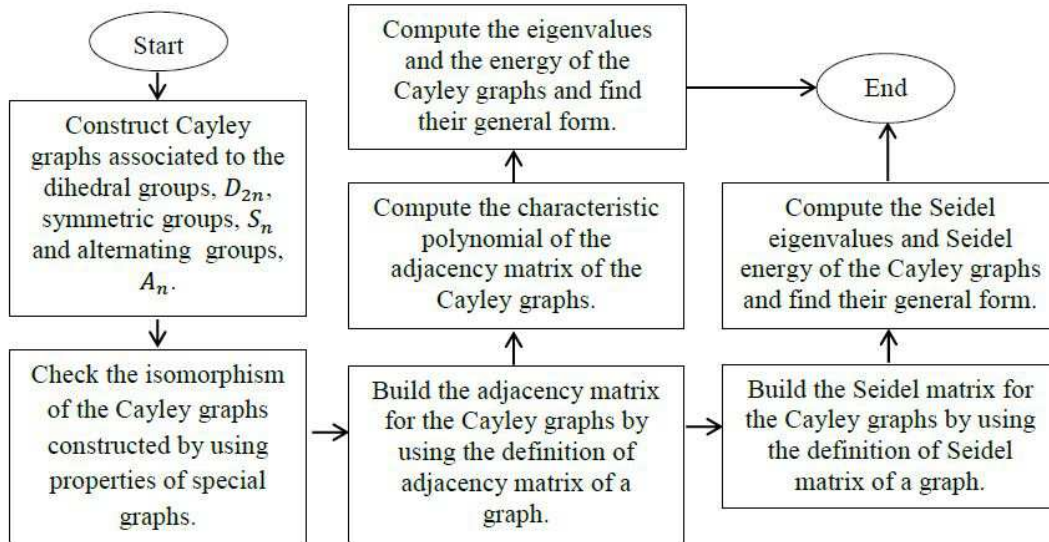 Start
Construct Cayley
graphs associated to the
dihedral groups, D₂ₙ,
symmetric groups, Sₙ
and alternating groups,
Aₙ.
Check the isomorphism
of the Cayley graphs
constructed by using
properties of special
graphs.
Build the adjacency matrix
for the Cayley graphs by
using the definition of
adjacency matrix of a
graph.
Compute the characteristic
polynomial of the
adjacency matrix of the
Cayley graphs.
Compute the eigenvalues
and the energy of the
Cayley graphs and find
their general form.
Build the Seidel matrix for
the Cayley graphs by using
the definition of Seidel
matrix of a graph.
Compute the Seidel
eigenvalues and Seidel
energy of the Cayley graphs
and find their general form.
End